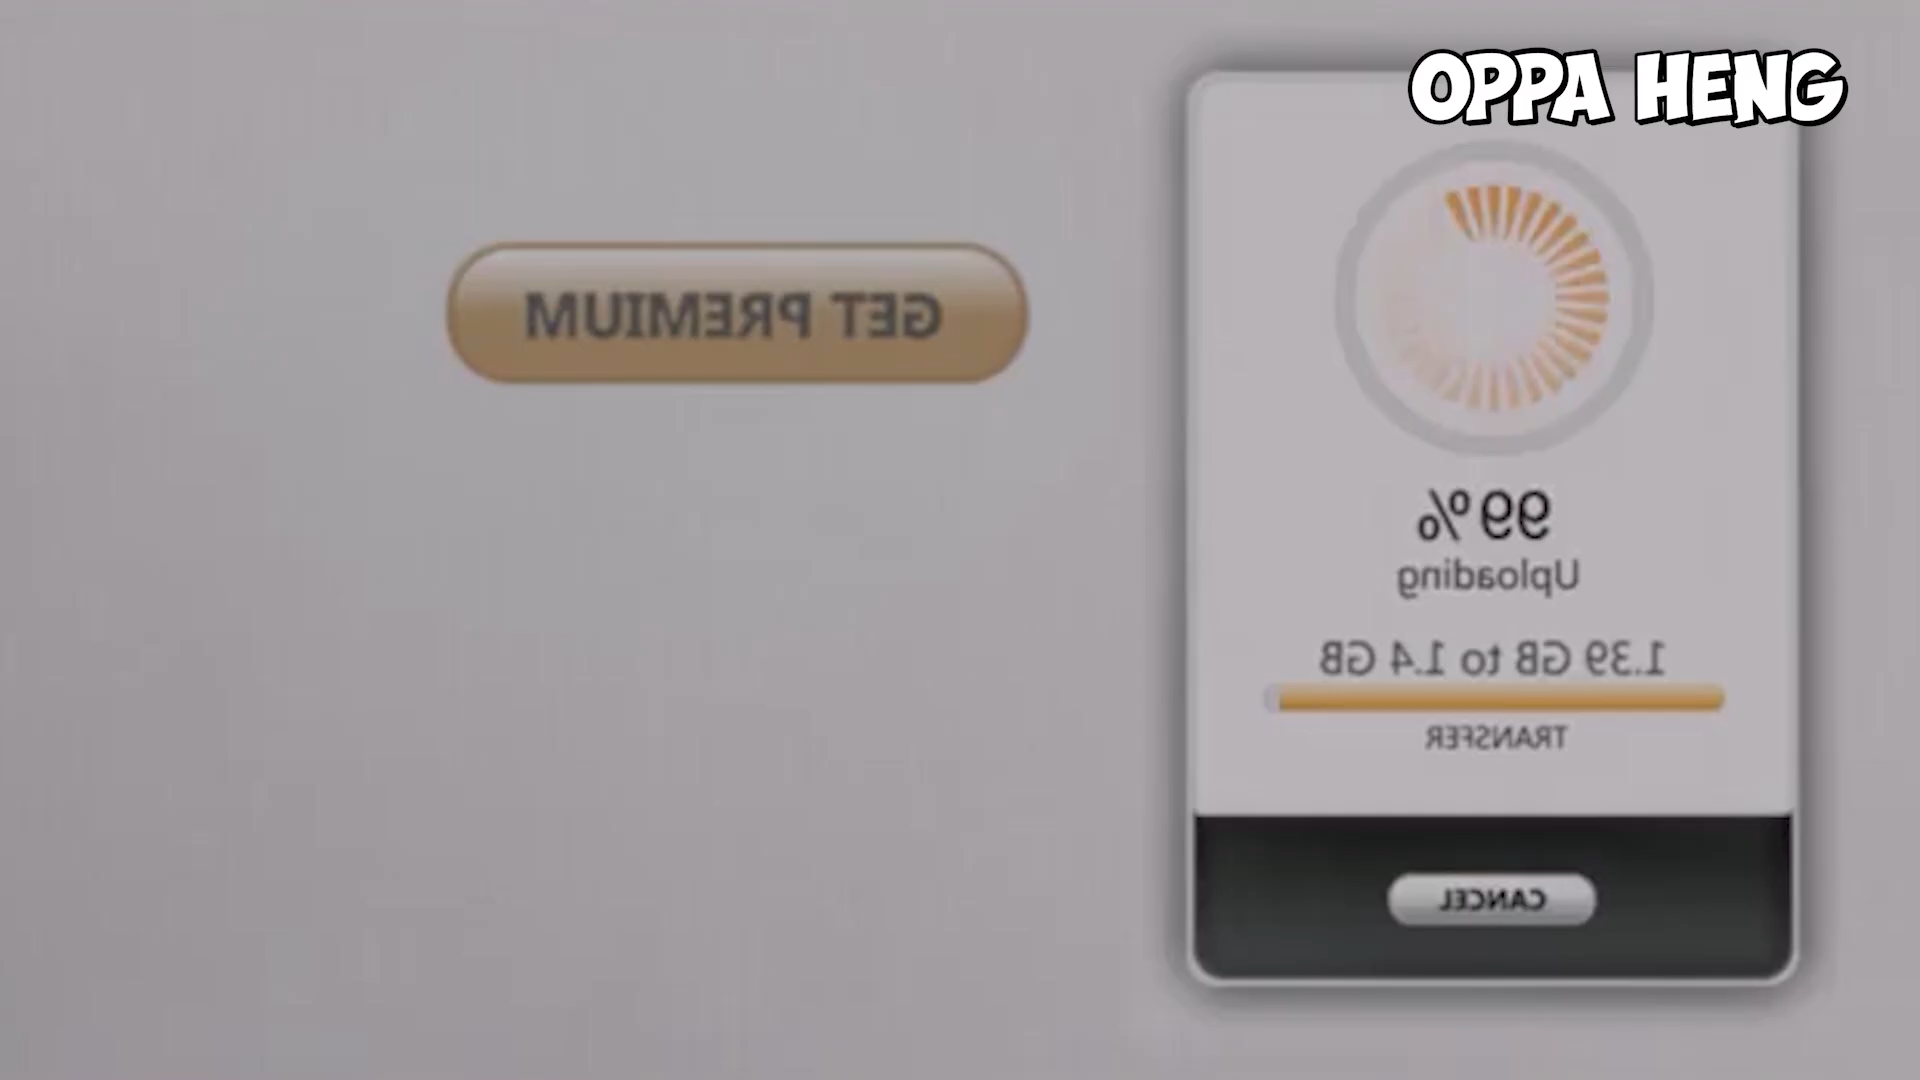 OPPA HENG
GET PREMIUM
99%
Uploading
1.39 GB to 1.4 GB
TRANSFER
CANCEL